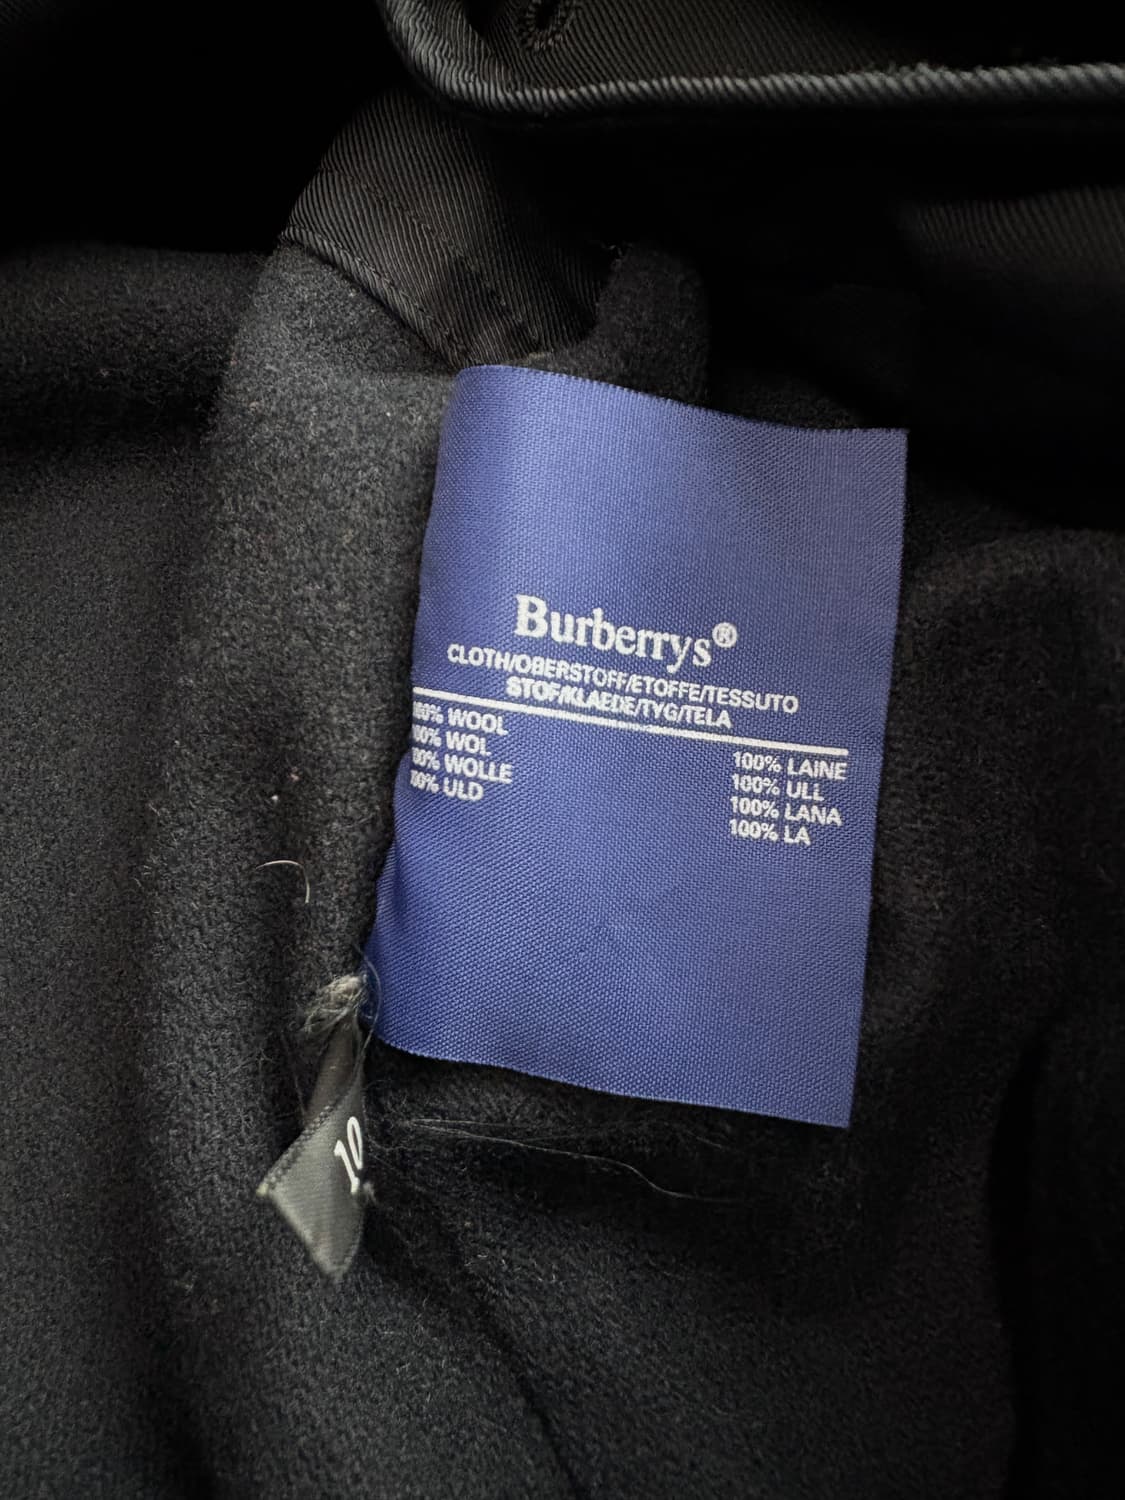 Burberrys®
CLOTH/OBERSTOFF/ETOFFE/TESSUTO
STOF/KLAEDE/TYG/TELA
100% WOOL
100% WOL
100% WOLLE
100% ULD
100% LAINE
100% ULL
100% LANA
100% LA
10